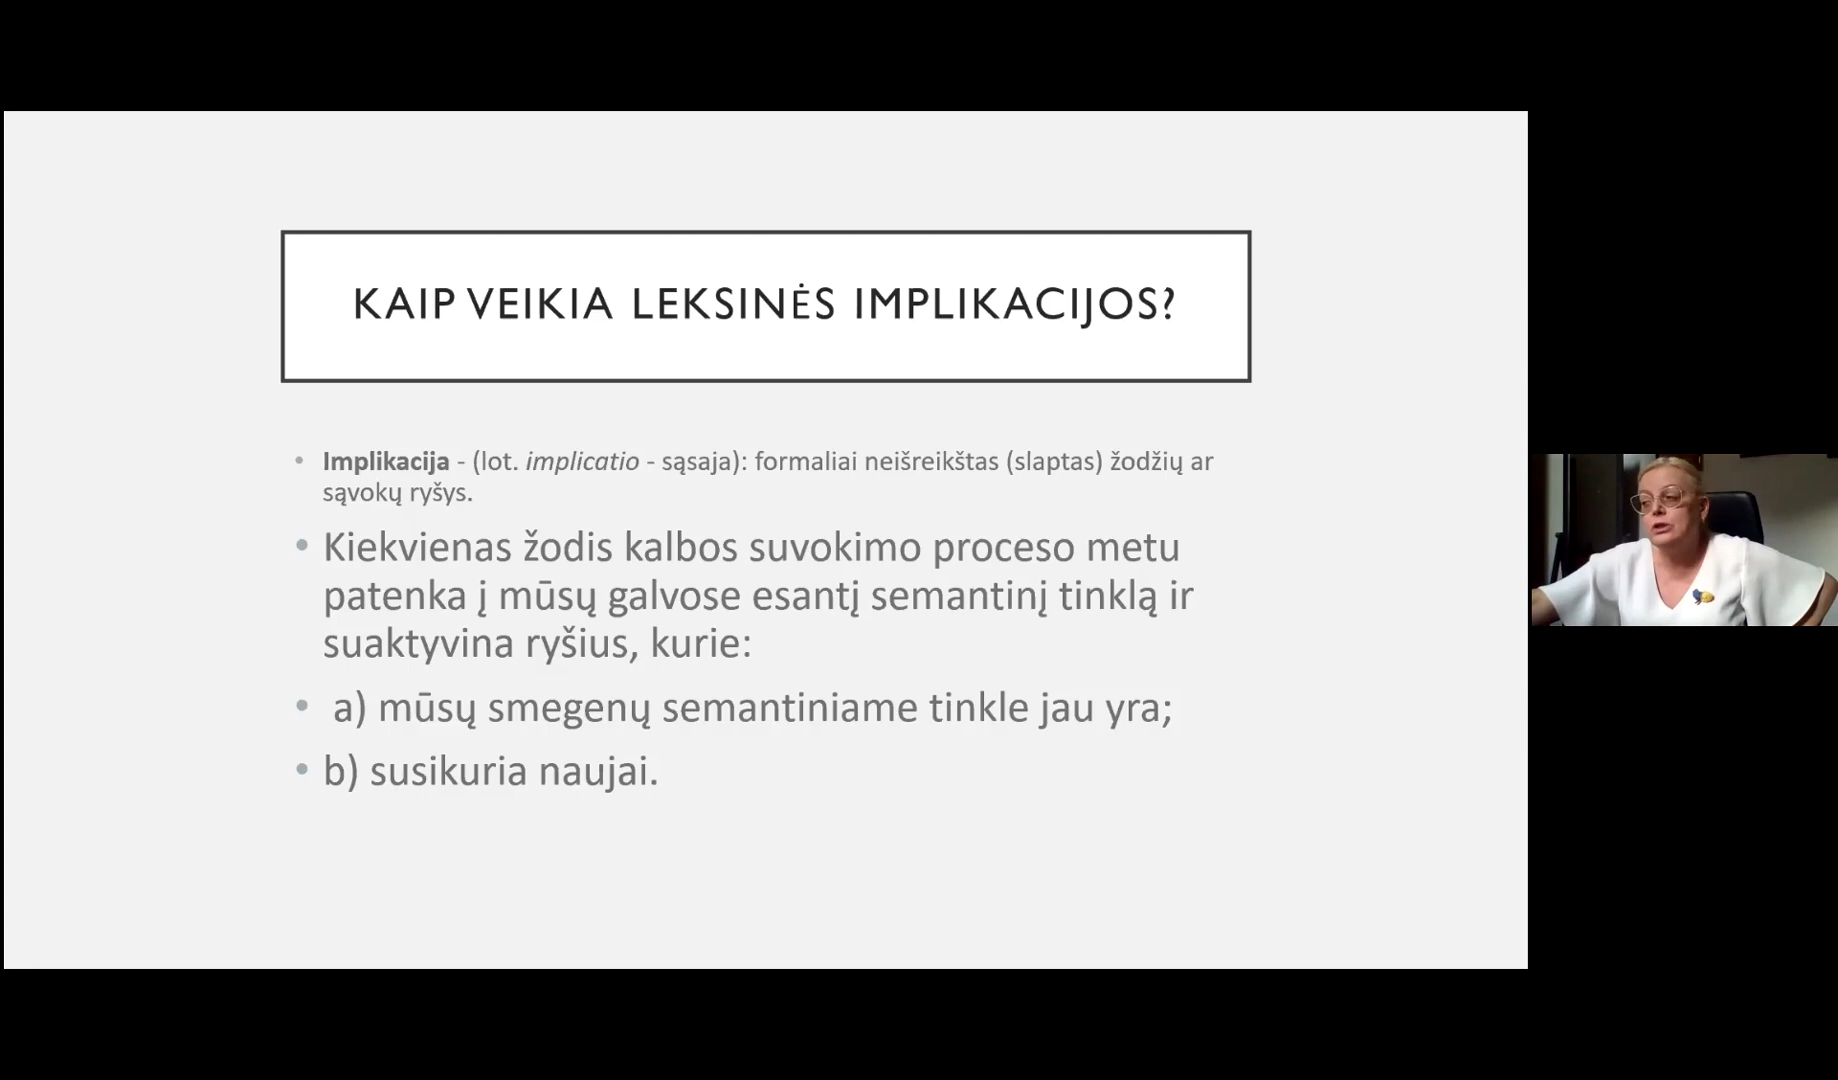 KAIP VEIKIA LEKSINĖS IMPLIKACIJOS?
• Implikacija - (lot. implicatio - sąsaja): formaliai neišreikštas (slaptas) žodžių ar
sąvokų ryšys.
• Kiekvienas žodis kalbos suvokimo proceso metu
patenka į mūsų galvose esantį semantinį tinklą ir
suaktyvina ryšius, kurie:
• a) mūsų smegenų semantiniame tinkle jau yra;
• b) susikuria naujai.